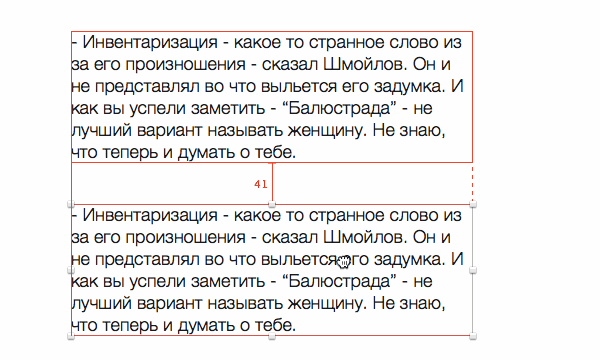 - Инвентаризация - какое то странное слово из
за его произношения - сказал Шмойлов. Он и
не представлял во что выльется его задумка. И
как вы успели заметить - “Балюстрада” - не
лучший вариант называть женщину. Не знаю,
что теперь и думать о тебе.
41
- Инвентаризация - какое то странное слово из
за его произношения - сказал Шмойлов. Он и
не представлял во что выльется его задумка. И
как вы успели заметить - “Балюстрада” - не
лучший вариант называть женщину. Не знаю,
что теперь и думать о тебе.